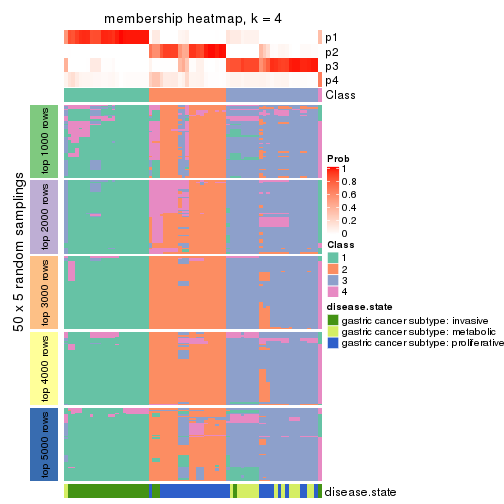 membership heatmap, k = 4
p1
p2
p3
p4
Class
50 x 5 random samplings
top 1000 rows
top 2000 rows
top 3000 rows
top 4000 rows
top 5000 rows
Prob
1
0.8
0.6
0.4
0.2
0
Class
1
2
3
4
disease.state
gastric cancer subtype: invasive
gastric cancer subtype: metabolic
gastric cancer subtype: proliferative
disease.state